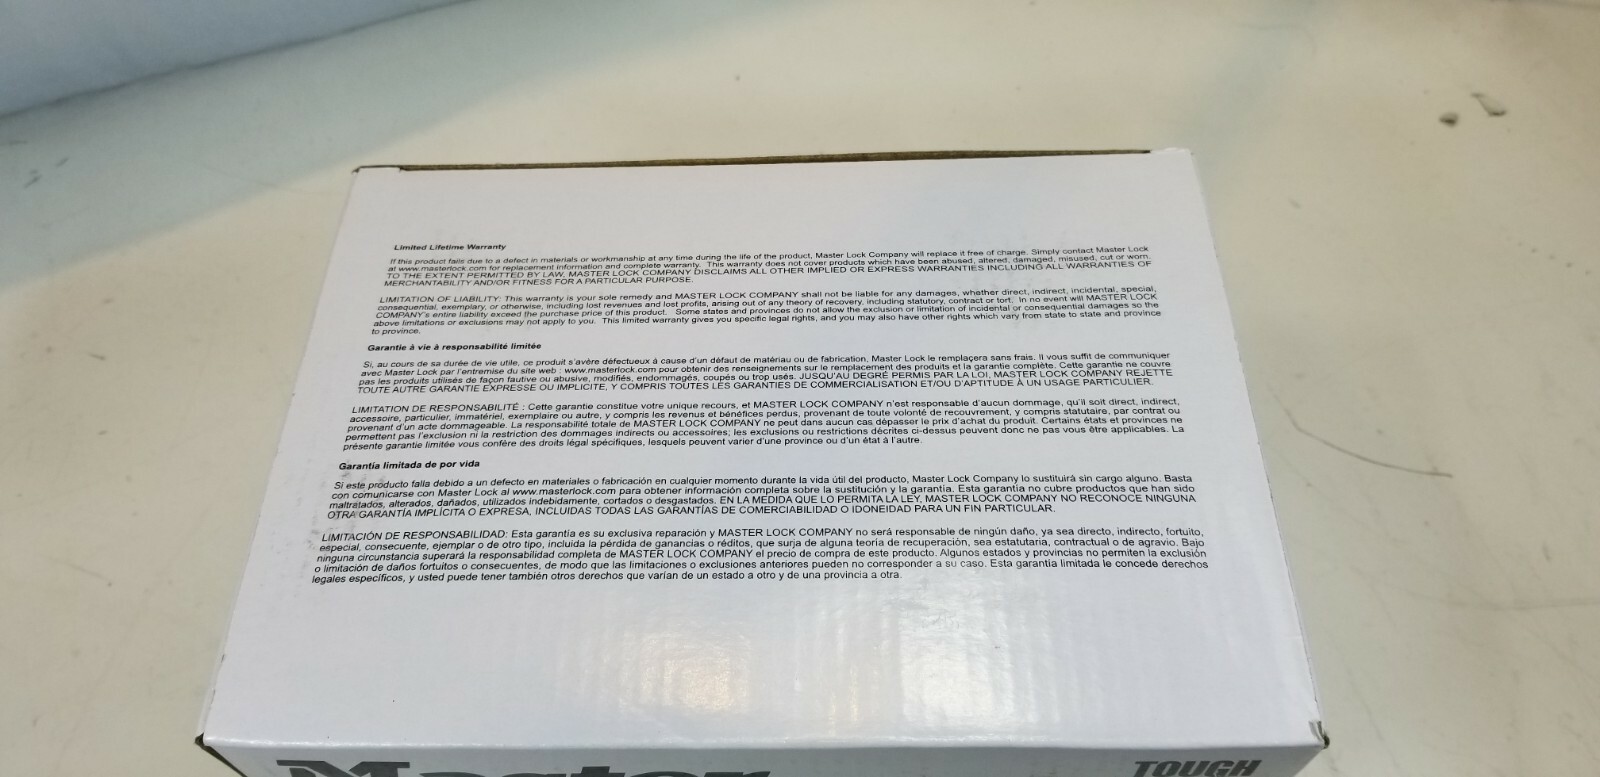 Limited Lifetime Warranty
If this product fails due to a defect in materials or workmanship at any time during the life of the product, Master Lock Company will replace it free of charge. Simply contact Master Lock
at www.masterlock.com for replacement information and complete warranty. This warranty does not cover products which have been abused, altered, damaged, misused, cut or worn.
TO THE EXTENT PERMITTED BY LAW, MASTER LOCK COMPANY DISCLAIMS ALL OTHER IMPLIED OR EXPRESS WARRANTIES INCLUDING ALL WARRANTIES OF
MERCHANTABILITY AND/OR FITNESS FOR A PARTICULAR PURPOSE.
LIMITATION OF LIABILITY: This warranty is your sole remedy and MASTER LOCK COMPANY shall not be liable for any damages, whether direct, indirect, incidental, special,
consequential, exemplary, or otherwise, including lost revenues and lost profits, arising out of any theory of recovery, including statutory, contract or tort. In no event will MASTER LOCK
COMPANY's entire liability exceed the purchase price of this product. Some states and provinces do not allow the exclusion or limitation of incidental or consequential damages so the
above limitations or exclusions may not apply to you. This limited warranty gives you specific legal rights, and you may also have other rights which vary from state to state and province
to province.
Garantie à vie à responsabilité limitée
Si, au cours de sa durée de vie utile, ce produit s'avère défectueux à cause d'un défaut de matériau ou de fabrication, Master Lock le remplaçera sans frais. Il vous suffit de communiquer
avec Master Lock par l'entremise du site web : www.masterlock.com pour obtenir des renseignements sur le remplacement des produits et la garantie complète. Cette garantie ne couvre
pas les produits utilisés de façon fautive ou abusive, modifiés, endommagés, coupés ou trop usés. JUSQU'AU DEGRÉ PERMIS PAR LA LOI, MASTER LOCK COMPANY REJETTE
TOUTE AUTRE GARANTIE EXPRESSE OU IMPLICITE, Y COMPRIS TOUTES LES GARANTIES DE COMMERCIALISATION ET/OU D'APTITUDE À UN USAGE PARTICULIER.
LIMITATION DE RESPONSABILITÉ : Cette garantie constitue votre unique recours, et MASTER LOCK COMPANY n'est responsable d'aucun dommage, qu'il soit direct, indirect,
accessoire, particulier, immatériel, exemplaire ou autre, y compris les revenus et bénéfices perdus, provenant de toute volonté de recouvrement, y compris statutaire, par contrat ou
provenant d'un acte dommageable. La responsabilité totale de MASTER LOCK COMPANY ne peut dans aucun cas dépasser le prix d'achat du produit. Certains états et provinces ne
permettent pas l'exclusion ni la restriction des dommages indirects ou accessoires; les exclusions ou restrictions décrites ci-dessus peuvent donc ne pas vous être applicables. La
présente garantie limitée vous confère des droits légal spécifiques, lesquels peuvent varier d'une province ou d'un état à l'autre.
Garantía limitada de por vida
Si este producto falla debido a un defecto en materiales o fabricación en cualquier momento durante la vida útil del producto, Master Lock Company lo sustituirá sin cargo alguno. Basta
con comunicarse con Master Lock al www.masterlock.com para obtener información completa sobre la sustitución y la garantía. Esta garantía no cubre productos que han sido
maltratados, alterados, dañados, utilizados indebidamente, cortados o desgastados. EN LA MEDIDA QUE LO PERMITA LA LEY, MASTER LOCK COMPANY NO RECONOCE NINGUNA
OTRA GARANTÍA IMPLÍCITA O EXPRESA, INCLUIDAS TODAS LAS GARANTÍAS DE COMERCIABILIDAD O IDONEIDAD PARA UN FIN PARTICULAR.
LIMITACIÓN DE RESPONSABILIDAD: Esta garantía es su exclusiva reparación y MASTER LOCK COMPANY no será responsable de ningún daño, ya sea directo, indirecto, fortuito,
especial, consecuente, ejemplar o de otro tipo, incluida la pérdida de ganancias o réditos, que surja de alguna teoría de recuperación, sea estatutaria, contractual o de agravio. Bajo
ninguna circunstancia superará la responsabilidad completa de MASTER LOCK COMPANY el precio de compra de este producto. Algunos estados y provincias no permiten la exclusión
o limitación de daños fortuitos o consecuentes, de modo que las limitaciones o exclusiones anteriores pueden no corresponder a su caso. Esta garantía limitada le concede derechos
legales específicos, y usted puede tener también otros derechos que varían de un estado a otro y de una provincia a otra.
Master
TOUGH